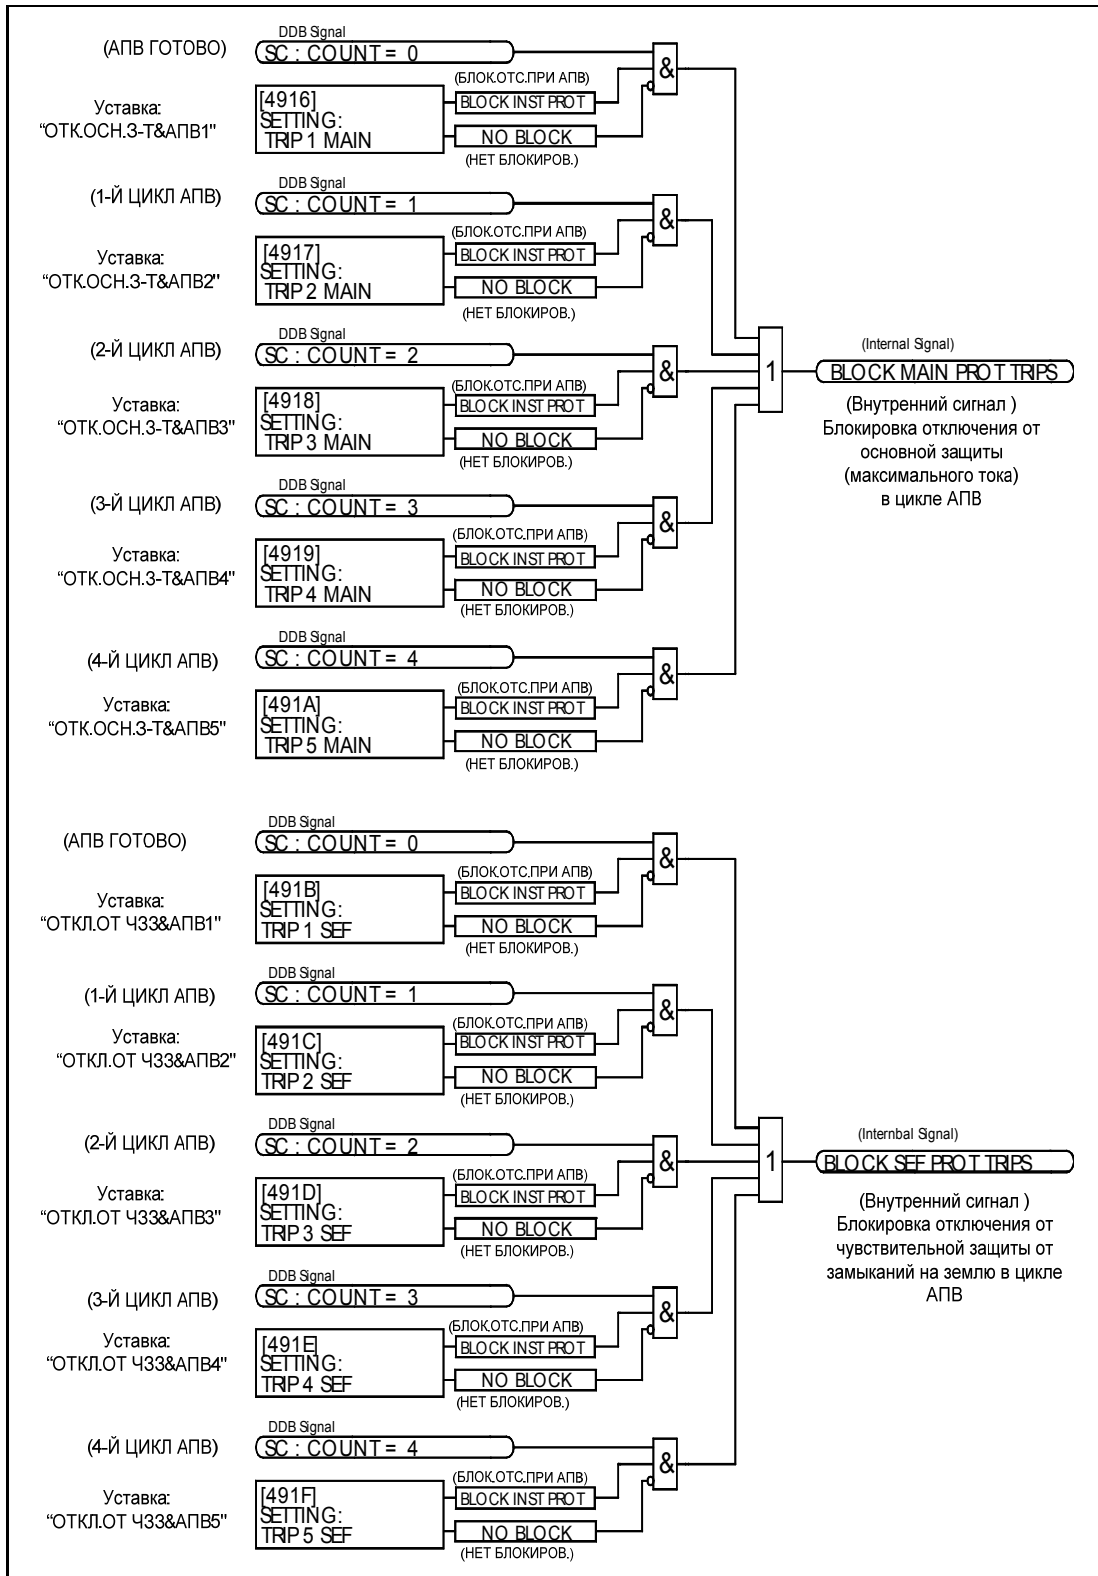 DDB Signal
(АПВ ГОТОВО)
SC : COUNT = 0
&
(БЛОК.ОТС.ПРИ АПВ)
Уставка:
“ОТК.ОСН.З-Т&АПВ1"
[4916]
SETTING:
TRIP 1 MAIN
BLOCK INST PROT
NO BLOCK
(НЕТ БЛОКИРОВ.)
DDB Signal
(1-Й ЦИКЛ АПВ)
SC : COUNT = 1
&
(БЛОК.ОТС.ПРИ АПВ)
Уставка:
“ОТК.ОСН.З-Т&АПВ2"
[4917]
SETTING:
TRIP 2 MAIN
BLOCK INST PROT
NO BLOCK
(НЕТ БЛОКИРОВ.)
DDB Signal
(2-Й ЦИКЛ АПВ)
SC : COUNT = 2
&
(БЛОК.ОТС.ПРИ АПВ)
Уставка:
“ОТК.ОСН.З-Т&АПВ3"
[4918]
SETTING:
TRIP 3 MAIN
BLOCK INST PROT
NO BLOCK
(НЕТ БЛОКИРОВ.)
1
(Internal Signal)
BLOCK MAIN PROT TRIPS
(Внутренний сигнал )
Блокировка отключения от
основной защиты
(максимального тока)
в цикле АПВ
DDB Signal
(3-Й ЦИКЛ АПВ)
SC : COUNT = 3
&
(БЛОК.ОТС.ПРИ АПВ)
Уставка:
“ОТК.ОСН.З-Т&АПВ4"
[4919]
SETTING:
TRIP 4 MAIN
BLOCK INST PROT
NO BLOCK
(НЕТ БЛОКИРОВ.)
DDB Signal
(4-Й ЦИКЛ АПВ)
SC : COUNT = 4
&
(БЛОК.ОТС.ПРИ АПВ)
Уставка:
“ОТК.ОСН.З-Т&АПВ5"
[491A]
SETTING:
TRIP 5 MAIN
BLOCK INST PROT
NO BLOCK
(НЕТ БЛОКИРОВ.)
DDB Signal
(АПВ ГОТОВО)
SC : COUNT = 0
&
(БЛОК.ОТС.ПРИ АПВ)
Уставка:
“ОТКЛ.ОТ ЧЗЗ&АПВ1"
[491B]
SETTING:
TRIP 1 SEF
BLOCK INST PROT
NO BLOCK
(НЕТ БЛОКИРОВ.)
DDB Signal
(1-Й ЦИКЛ АПВ)
SC : COUNT = 1
&
(БЛОК.ОТС.ПРИ АПВ)
Уставка:
“ОТКЛ.ОТ ЧЗЗ&АПВ2"
[491C]
SETTING:
TRIP 2 SEF
BLOCK INST PROT
NO BLOCK
(НЕТ БЛОКИРОВ.)
DDB Signal
(2-Й ЦИКЛ АПВ)
SC : COUNT = 2
&
(БЛОК.ОТС.ПРИ АПВ)
Уставка:
“ОТКЛ.ОТ ЧЗЗ&АПВ3"
[491D]
SETTING:
TRIP 3 SEF
BLOCK INST PROT
NO BLOCK
(НЕТ БЛОКИРОВ.)
1
(Internbal Signal)
BLOCK SEF PROT TRIPS
(Внутренний сигнал )
Блокировка отключения от
чувствительной защиты от
замыканий на землю в цикле
АПВ
DDB Signal
(3-Й ЦИКЛ АПВ)
SC : COUNT = 3
&
(БЛОК.ОТС.ПРИ АПВ)
Уставка:
“ОТКЛ.ОТ ЧЗЗ&АПВ4"
[491E]
SETTING:
TRIP 4 SEF
BLOCK INST PROT
NO BLOCK
(НЕТ БЛОКИРОВ.)
DDB Signal
(4-Й ЦИКЛ АПВ)
SC : COUNT = 4
&
(БЛОК.ОТС.ПРИ АПВ)
Уставка:
“ОТКЛ.ОТ ЧЗЗ&АПВ5"
[491F]
SETTING:
TRIP 5 SEF
BLOCK INST PROT
NO BLOCK
(НЕТ БЛОКИРОВ.)